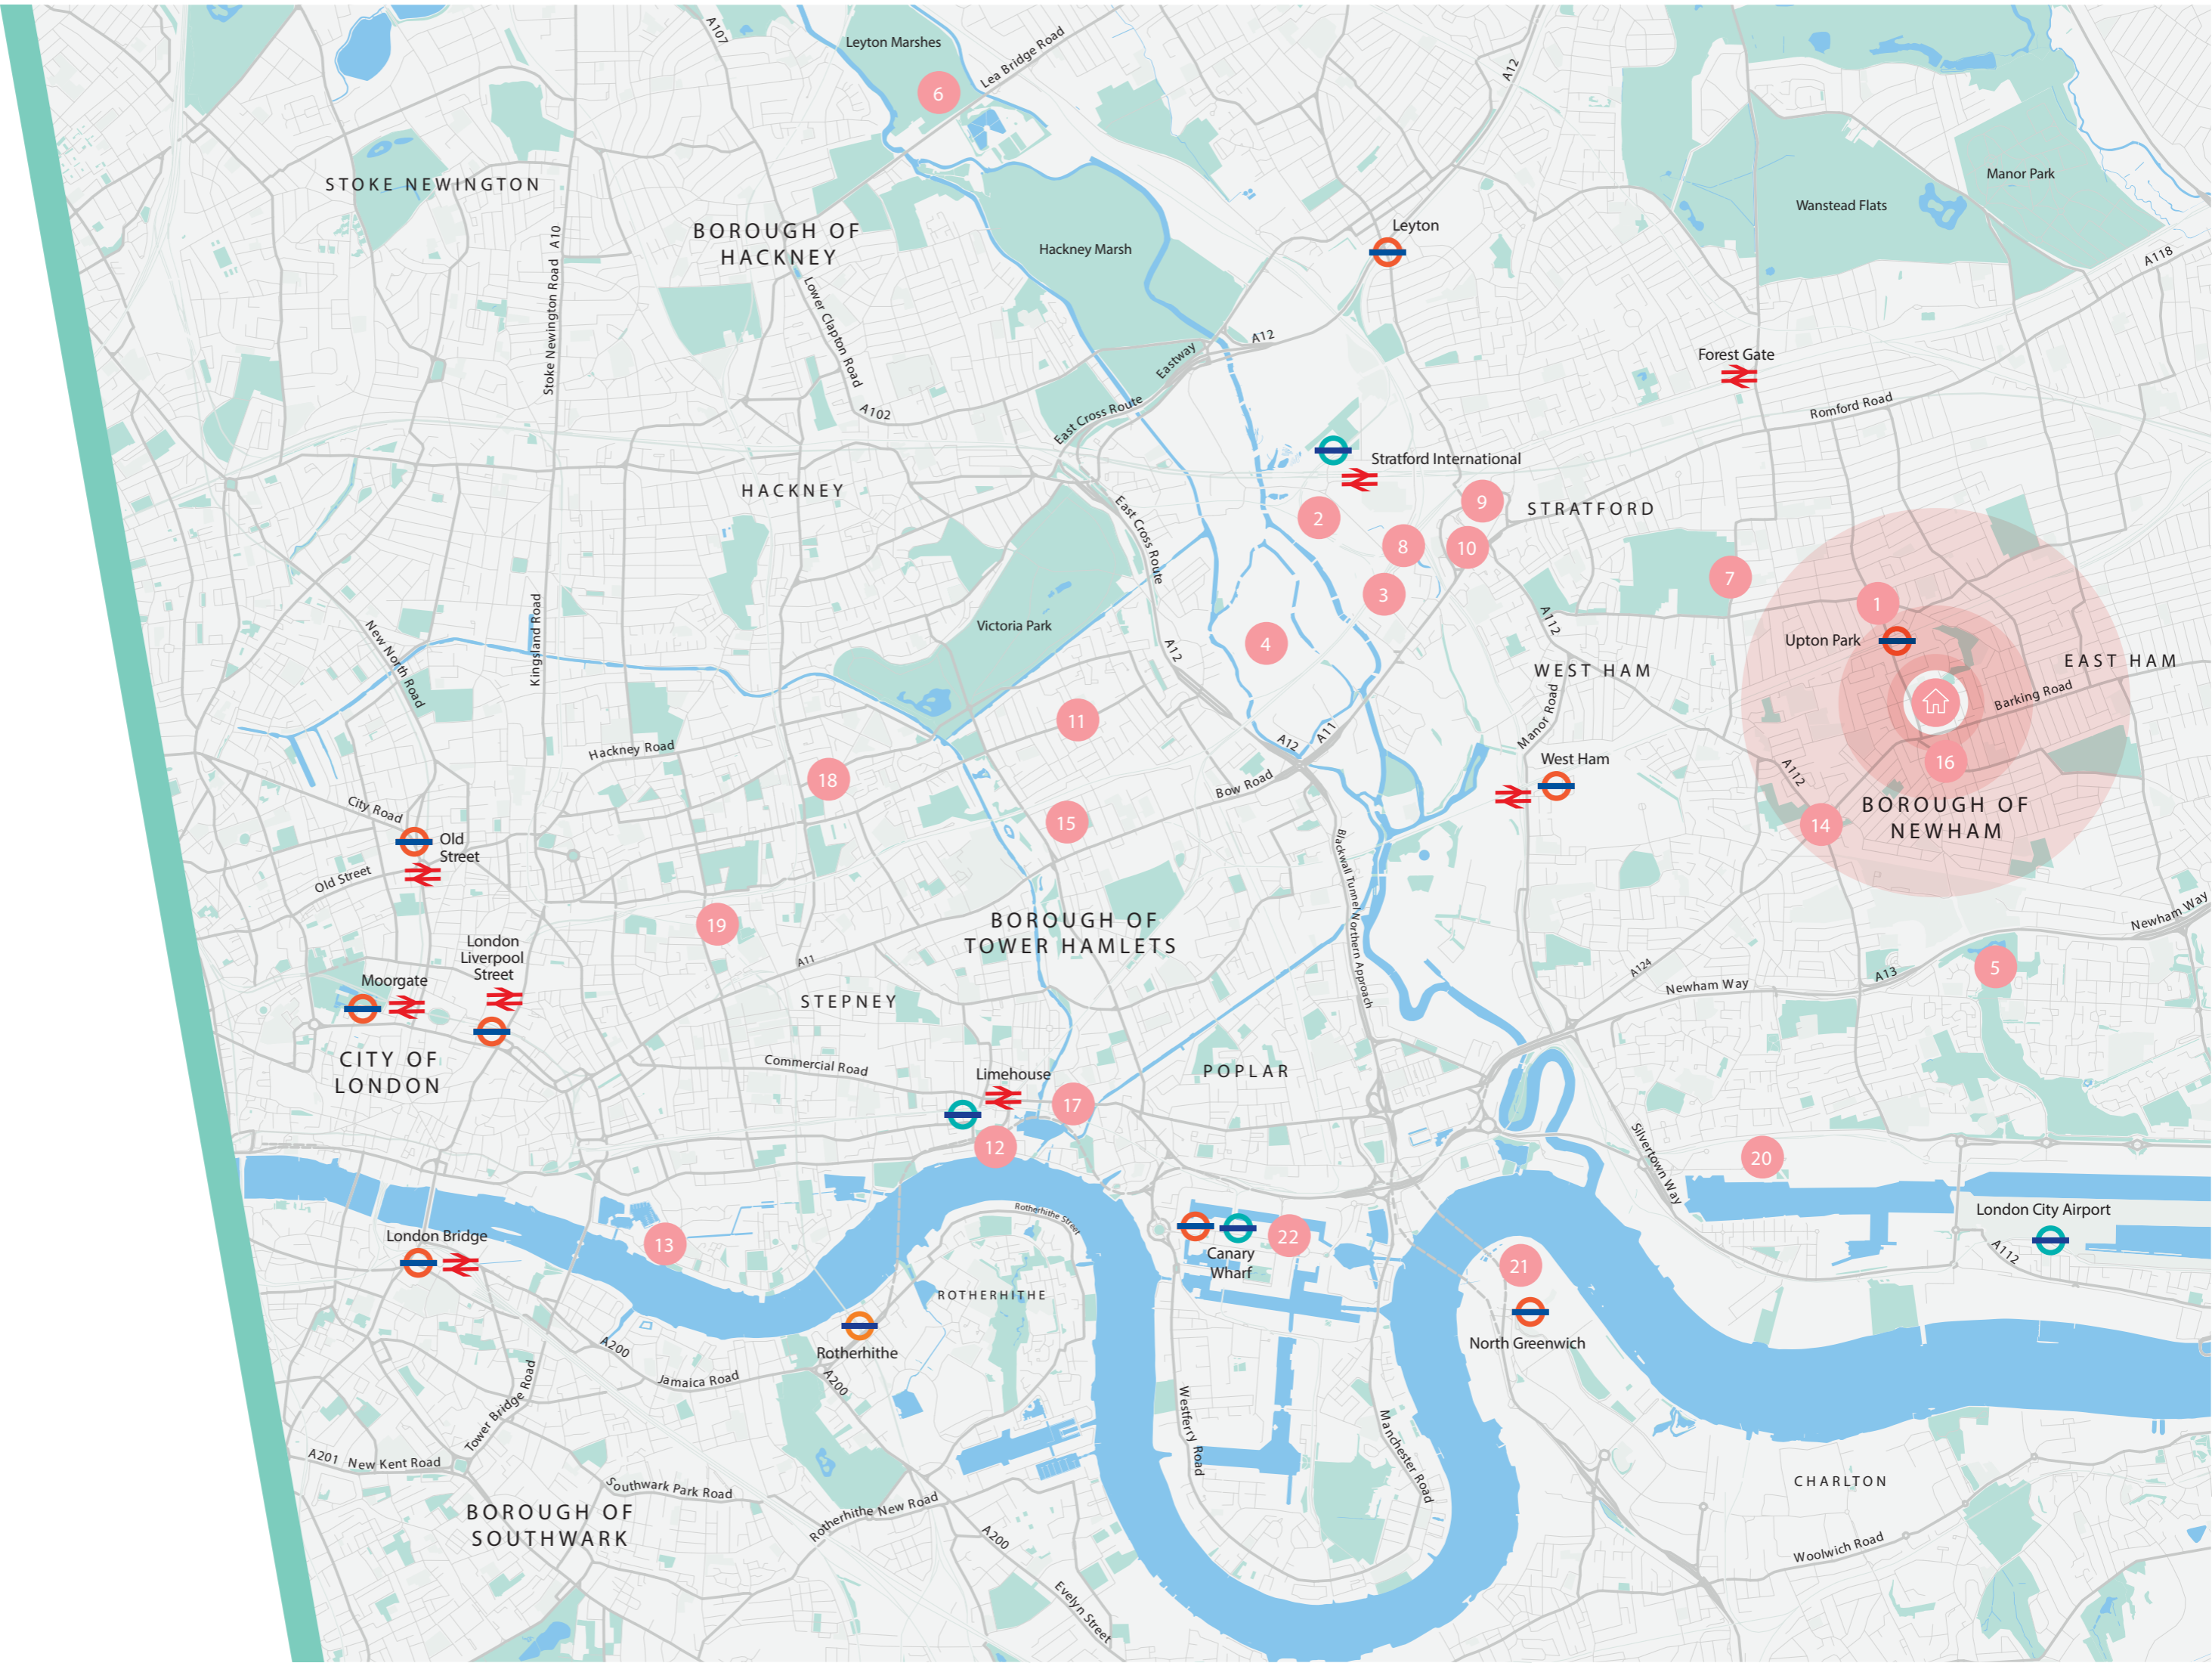 A107
Leyton Marshes
Lea Bridge Road
A12
6
STOKE NEWINGTON
Manor Park
Wanstead Flats
BOROUGH OF
HACKNEY
Leyton
Hackney Marsh
A118
Stoke Newington Road A10
Lower Clapton Road
A12
Eastway
Forest Gate
A102
East Cross Route
Romford Road
Stratford International
HACKNEY
9
STRATFORD
2
East Cross Route
8
10
7
3
1
New North Road
Kingsland Road
Victoria Park
A112
4
Upton Park
A12
WEST HAM
EAST HAM
Barking Road
Manor Road
11
A12
A11
Hackney Road
West Ham
16
18
Bow Road
A112
City Road
BOROUGH OF
NEWHAM
15
14
Old
Street
Old Street
Blackwall Tunnel Northern Approach
19
BOROUGH OF
TOWER HAMLETS
Newham Way
London
Liverpool
Street
A11
A124
5
Moorgate
A13
Newham Way
STEPNEY
CITY OF
LONDON
Commercial Road
Limehouse
POPLAR
17
12
Silvertown Way
20
London City Airport
Rotherhithe Street
London Bridge
13
22
Canary
Wharf
A112
21
ROTHERHITHE
North Greenwich
A200
Rotherhithe
Jamaica Road
A200
Tower Bridge Road
Westferry Road
Manchester Road
A201 New Kent Road
CHARLTON
Southwark Park Road
Rotherhithe New Road
BOROUGH OF
SOUTHWARK
A200
Woolwich Road
Evelyn Street